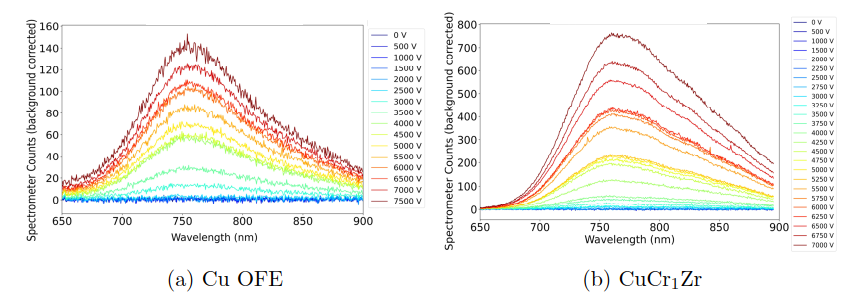 160
140
120
100
80
60
40
20
0
650 700 750 800 850 900
Wavelength (nm)
Spectrometer Counts (background corrected)
0 V
500 V
1000 V
1500 V
2000 V
2500 V
3000 V
3500 V
4000 V
4500 V
5000 V
5500 V
6000 V
6500 V
7000 V
7500 V
(a) Cu OFE
800
700
600
500
400
300
200
100
0
650 700 750 800 850 900
Wavelength (nm)
Spectrometer Counts (background corrected)
0 V
500 V
1000 V
1500 V
2000 V
2250 V
2500 V
2750 V
3000 V
3250 V
3500 V
3750 V
4000 V
4250 V
4500 V
4750 V
5000 V
5250 V
5500 V
5750 V
6000 V
6250 V
6500 V
6750 V
7000 V
(b) CuCr₁Zr